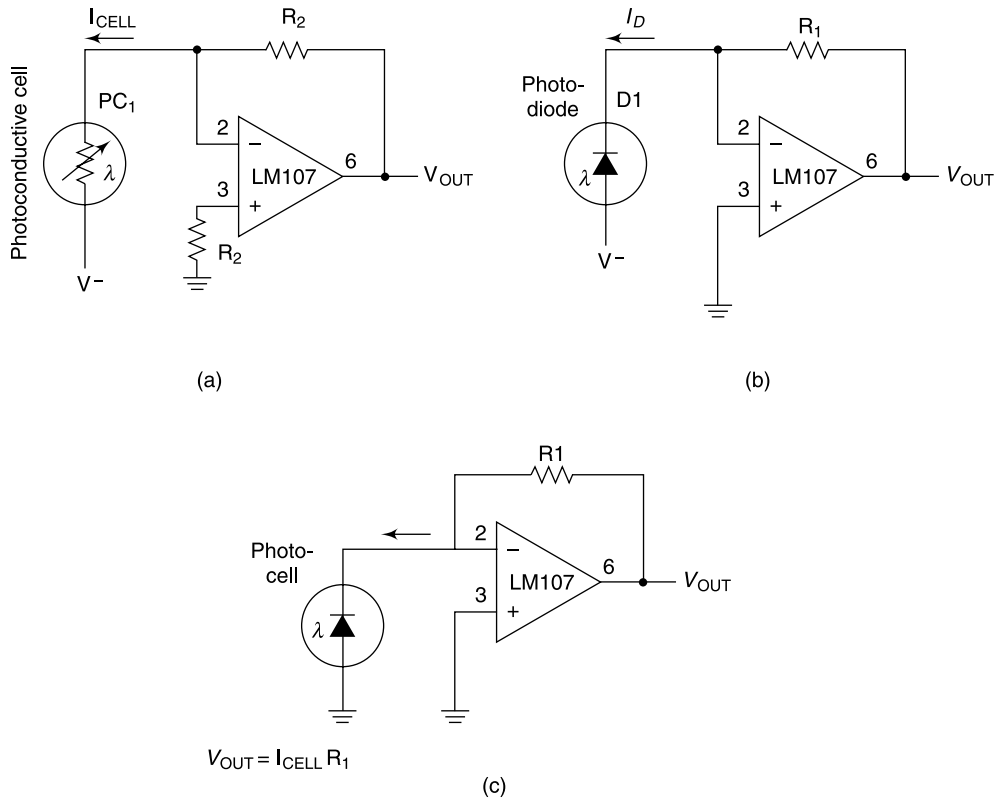 I_CELL
R₂
Photoconductive cell
PC₁
λ
2
−
LM107
6
V_OUT
3
+
R₂
V⁻
(a)
I_D
R₁
Photo-
diode
D1
λ
2
−
LM107
6
V_OUT
3
+
V⁻
(b)
R1
Photo-
cell
λ
2
−
LM107
6
V_OUT
3
+
V_OUT = I_CELL R₁
(c)